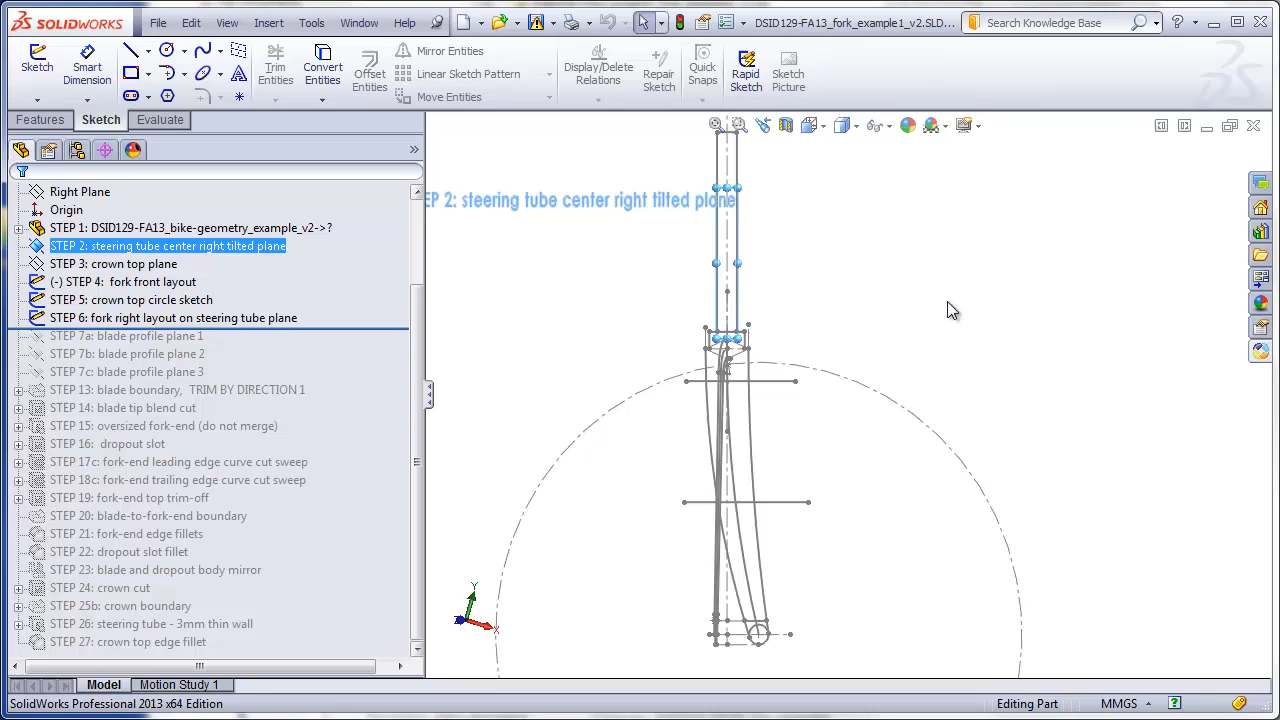 SOLIDWORKS
File Edit View Insert Tools Window Help
DSID129-FA13_fork_example1_v2.SLD...
Search Knowledge Base
Sketch
Smart Dimension
Trim Entities
Convert Entities
Offset Entities
Mirror Entities
Linear Sketch Pattern
Move Entities
Display/Delete Relations
Repair Sketch
Quick Snaps
Rapid Sketch
Sketch Picture
Features Sketch Evaluate
Right Plane
Origin
STEP 1: DSID129-FA13_bike-geometry_example_v2->?
STEP 2: steering tube center right tilted plane
STEP 3: crown top plane
(-) STEP 4: fork front layout
STEP 5: crown top circle sketch
STEP 6: fork right layout on steering tube plane
STEP 7a: blade profile plane 1
STEP 7b: blade profile plane 2
STEP 7c: blade profile plane 3
STEP 13: blade boundary, TRIM BY DIRECTION 1
STEP 14: blade tip blend cut
STEP 15: oversized fork-end (do not merge)
STEP 16: dropout slot
STEP 17c: fork-end leading edge curve cut sweep
STEP 18c: fork-end trailing edge curve cut sweep
STEP 19: fork-end top trim-off
STEP 20: blade-to-fork-end boundary
STEP 21: fork-end edge fillets
STEP 22: dropout slot fillet
STEP 23: blade and dropout body mirror
STEP 24: crown cut
STEP 25b: crown boundary
STEP 26: steering tube - 3mm thin wall
STEP 27: crown top edge fillet
EP 2: steering tube center right tilted plane
Y
X
Model Motion Study 1
SolidWorks Professional 2013 x64 Edition
Editing Part
MMGS